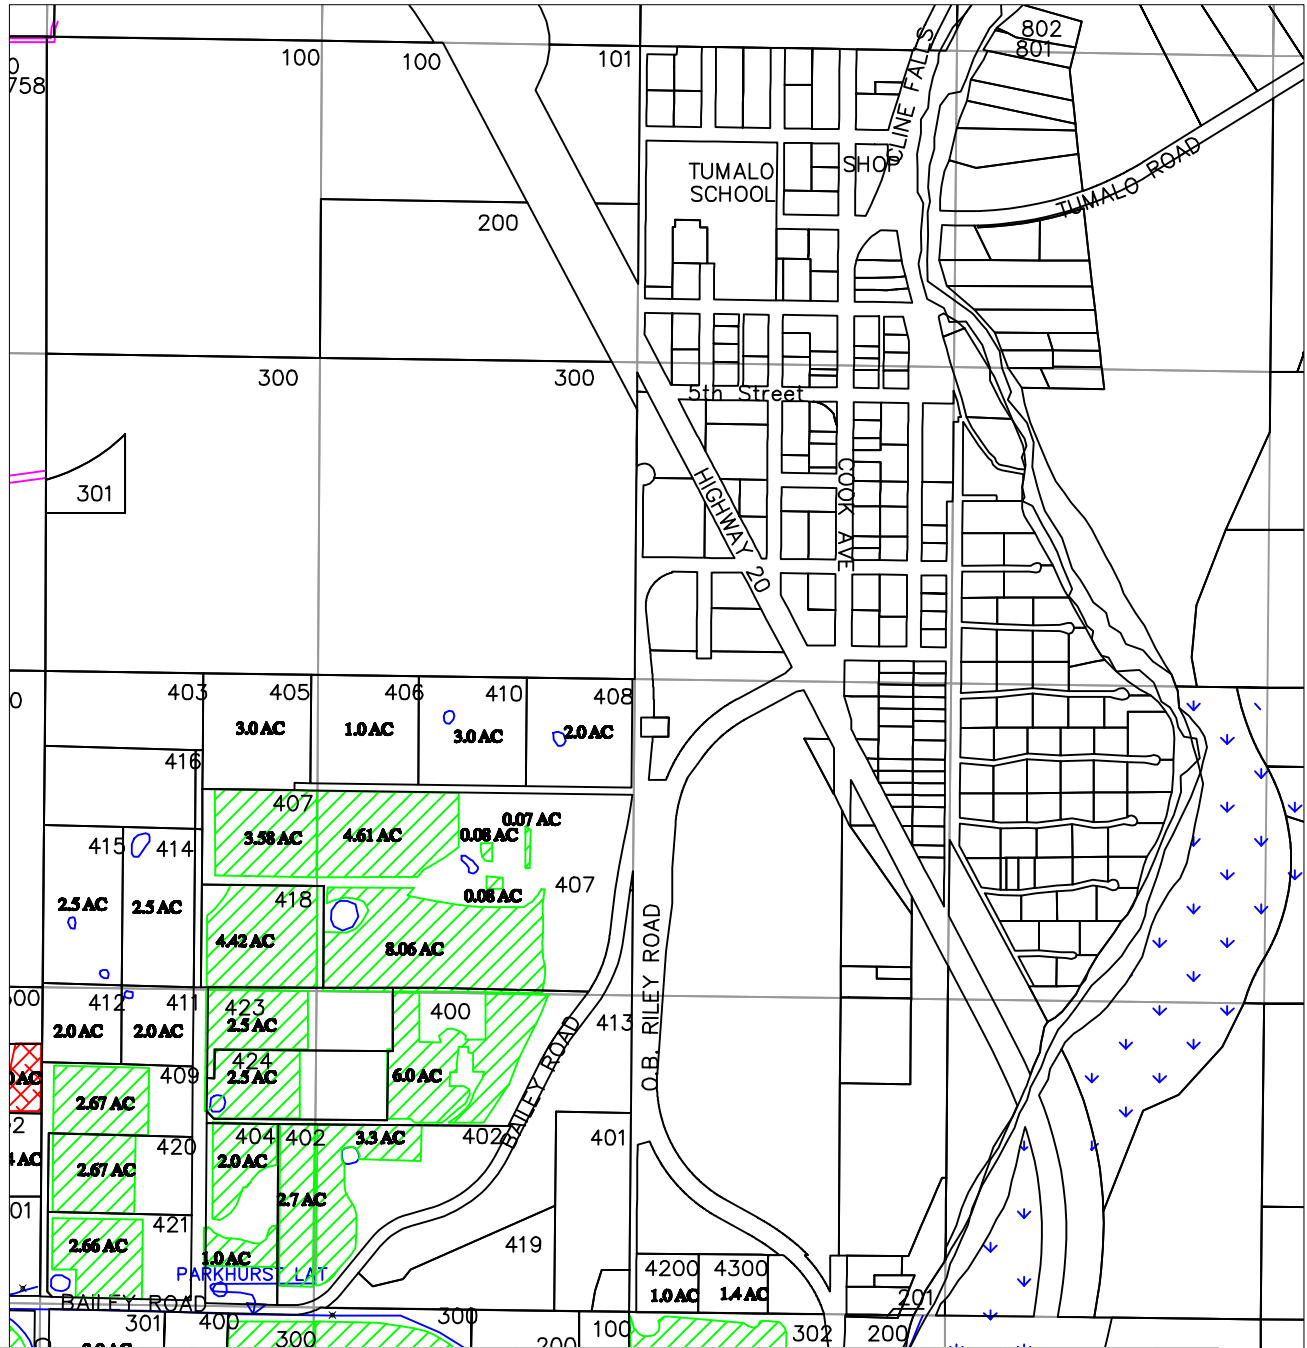 802
801
100
100
101
758
CLINE FALLS
TUMALO
SCHOOL
SHOP
TUMALO ROAD
200
300
300
5th Street
301
HIGHWAY 20
COOK AVE
403
405
406
410
408
3.0 AC
1.0 AC
3.0 AC
2.0 AC
416
407
3.58 AC
4.61 AC
0.08 AC
0.07 AC
415
414
407
0.08 AC
418
2.5 AC
2.5 AC
4.42 AC
8.06 AC
O.B. RILEY ROAD
412
411
423
400
413
2.0 AC
2.0 AC
2.5 AC
BAILEY ROAD
424
409
2.5 AC
6.0 AC
2.67 AC
420
404
402
3.3 AC
402
401
2.67 AC
2.0 AC
2.7 AC
421
2.66 AC
1.0 AC
419
4200
4300
1.0 AC
1.4 AC
PARKHURST LAT
BAILEY ROAD
201
301
400
300
300
200
100
302
200